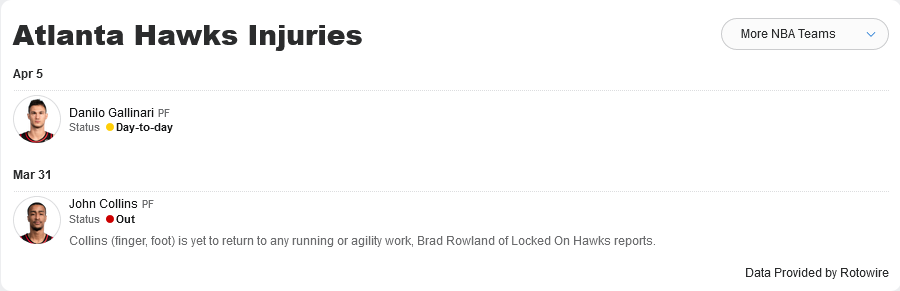 Atlanta Hawks Injuries
More NBA Teams
Apr 5
Danilo Gallinari PF
Status Day-to-day
Mar 31
John Collins PF
Status Out
Collins (finger, foot) is yet to return to any running or agility work, Brad Rowland of Locked On Hawks reports.
Data Provided by Rotowire